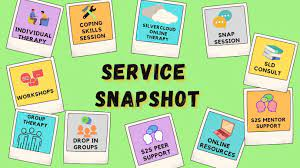 INDIVIDUAL
THERAPY
COPING
SKILLS
SESSION
SILVERCLOUD
ONLINE
THERAPY
SNAP
SESSION
SLD
CONSULT
WORKSHOPS
SERVICE
SNAPSHOT
GROUP
THERAPY
DROP IN
GROUPS
S2S PEER
SUPPORT
ONLINE
RESOURCES
S2S MENTOR
SUPPORT